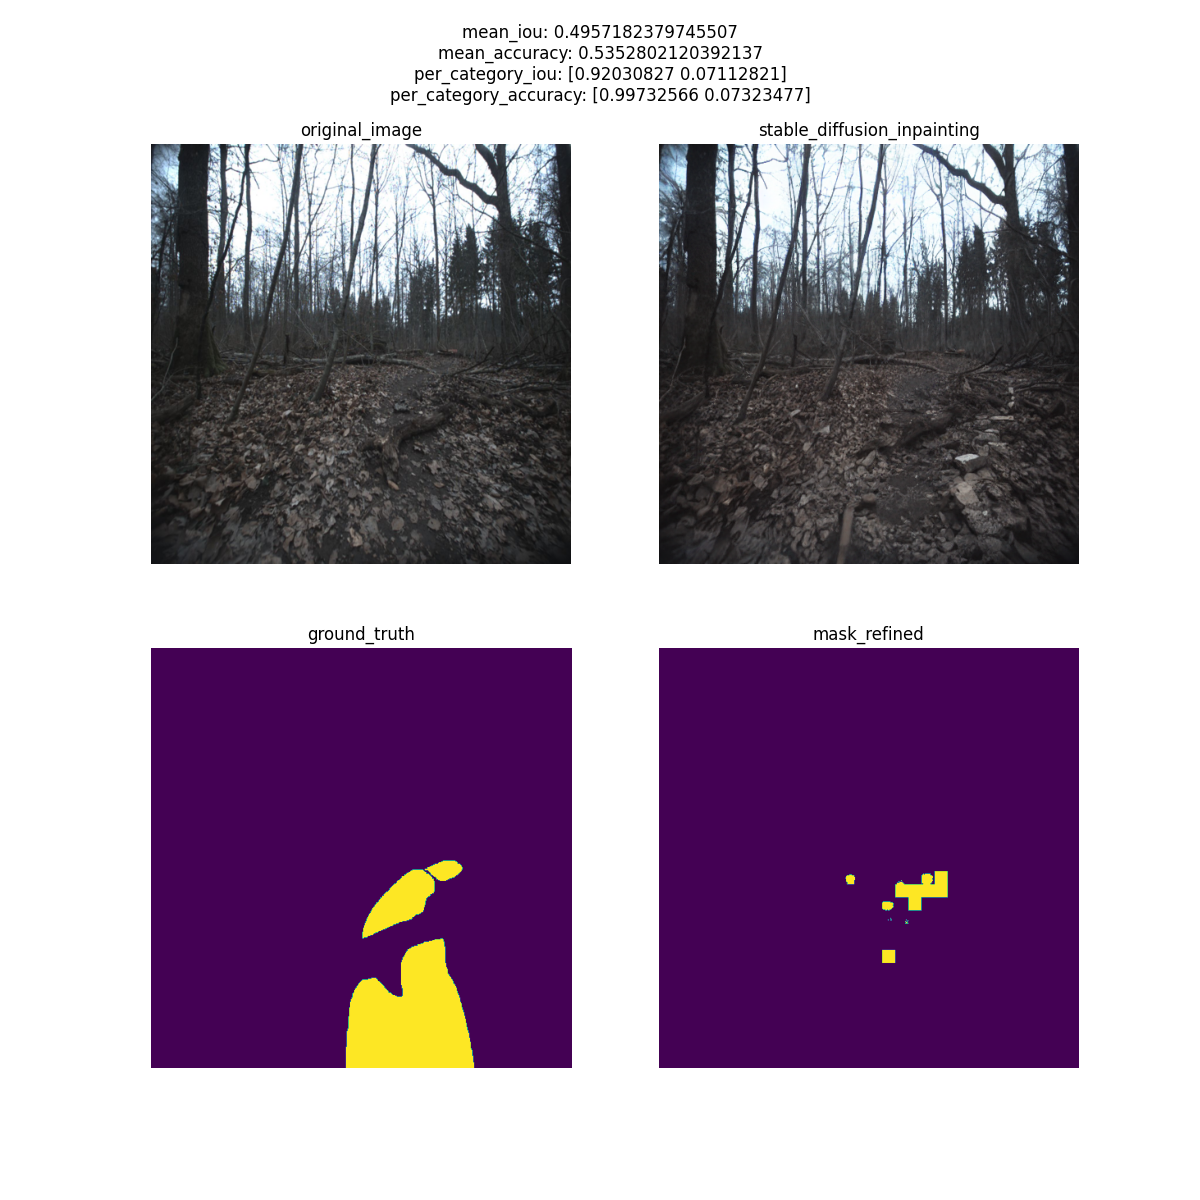 mean_iou: 0.4957182379745507
mean_accuracy: 0.5352802120392137
per_category_iou: [0.92030827 0.07112821]
per_category_accuracy: [0.99732566 0.07323477]
original_image
stable_diffusion_inpainting
ground_truth
mask_refined